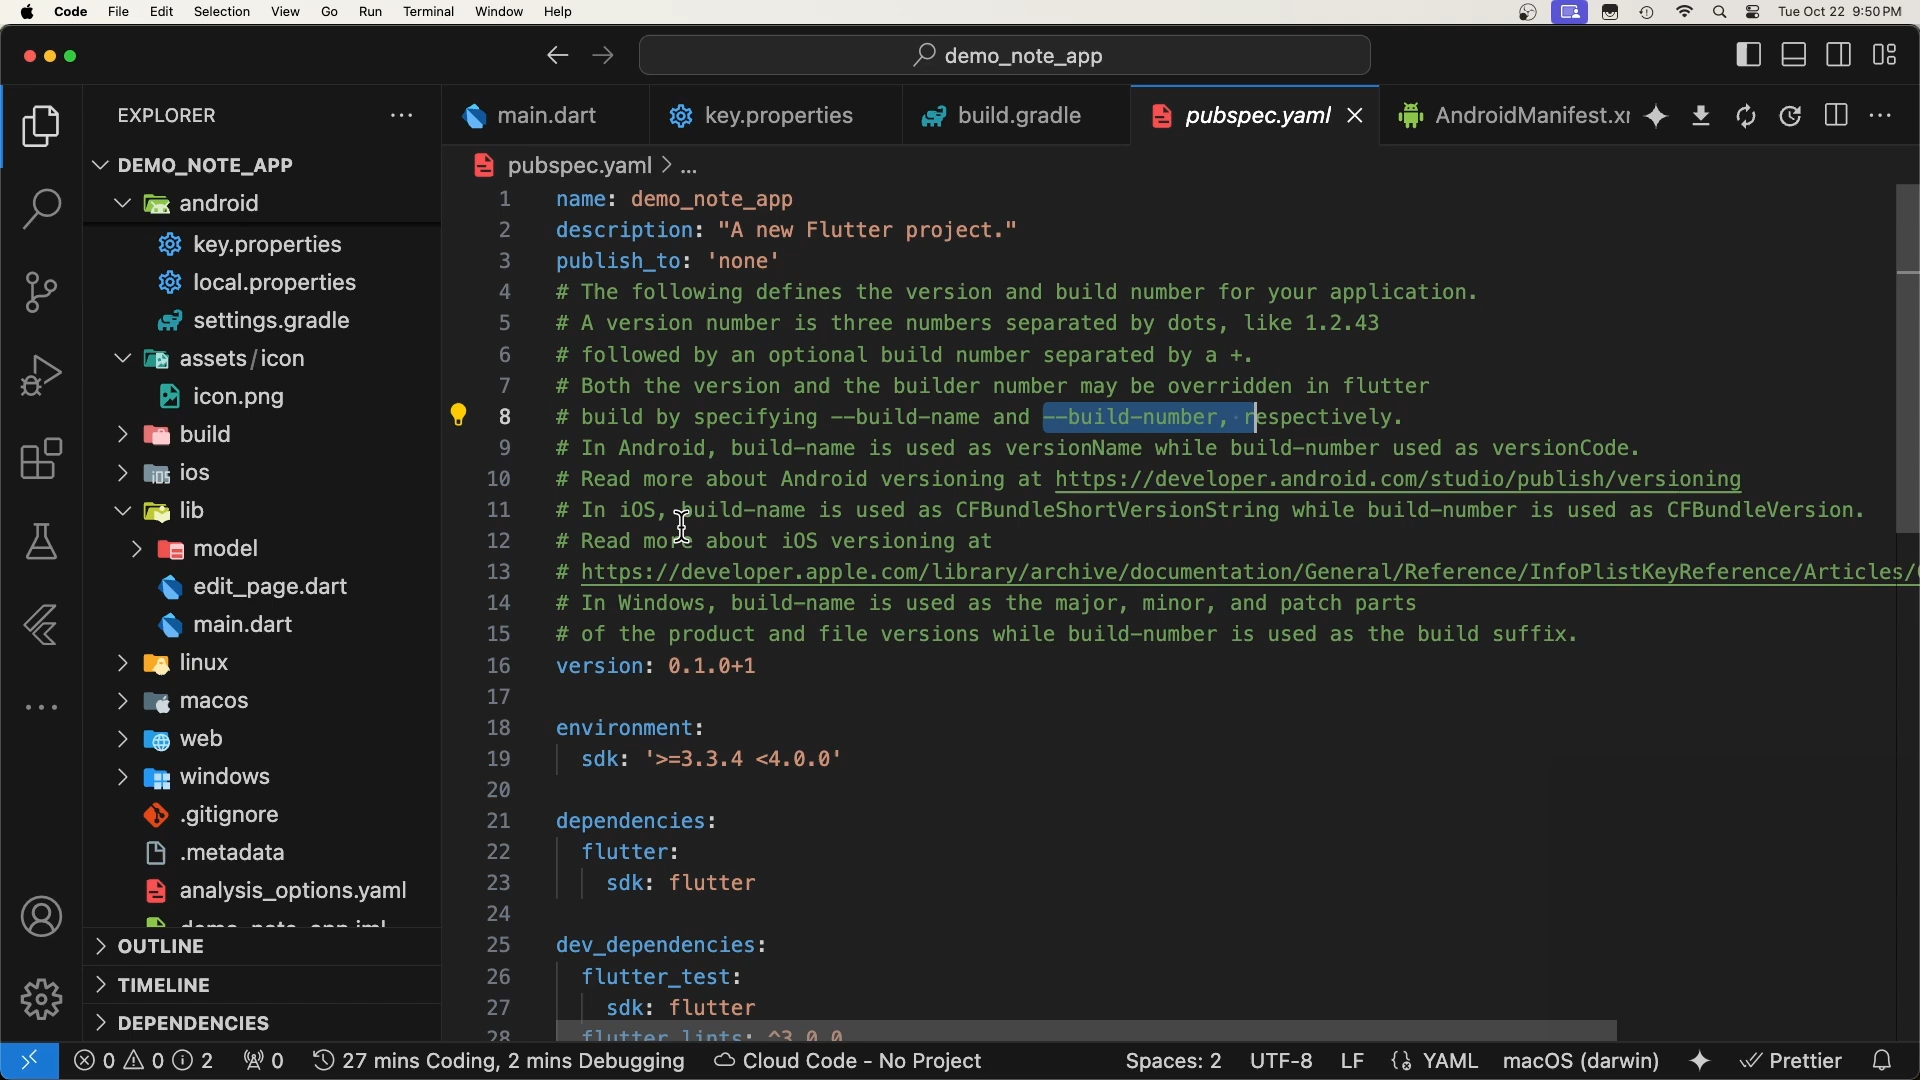 Code File Edit Selection View Go Run Terminal Window Help Tue Oct 22 9:50 PM
demo_note_app
EXPLORER
main.dart key.properties build.gradle pubspec.yaml AndroidManifest.xr
DEMO_NOTE_APP
android
key.properties
local.properties
settings.gradle
assets/icon
icon.png
build
ios
lib
model
edit_page.dart
main.dart
linux
macos
web
windows
.gitignore
.metadata
analysis_options.yaml
demo_note_app.iml
OUTLINE
TIMELINE
DEPENDENCIES
pubspec.yaml > ...
1 name: demo_note_app
2 description: "A new Flutter project."
3 publish_to: 'none'
4 # The following defines the version and build number for your application.
5 # A version number is three numbers separated by dots, like 1.2.43
6 # followed by an optional build number separated by a +.
7 # Both the version and the builder number may be overridden in flutter
8 # build by specifying --build-name and --build-number, respectively.
9 # In Android, build-name is used as versionName while build-number used as versionCode.
10 # Read more about Android versioning at https://developer.android.com/studio/publish/versioning
11 # In iOS, build-name is used as CFBundleShortVersionString while build-number is used as CFBundleVersion.
12 # Read more about iOS versioning at
13 # https://developer.apple.com/library/archive/documentation/General/Reference/InfoPlistKeyReference/Articles/
14 # In Windows, build-name is used as the major, minor, and patch parts
15 # of the product and file versions while build-number is used as the build suffix.
16 version: 0.1.0+1
17
18 environment:
19 sdk: '>=3.3.4 <4.0.0'
20
21 dependencies:
22 flutter:
23 sdk: flutter
24
25 dev_dependencies:
26 flutter_test:
27 sdk: flutter
28 flutter_lints: ^3.0.0
0 0 2 0 27 mins Coding, 2 mins Debugging Cloud Code - No Project Spaces: 2 UTF-8 LF YAML macOS (darwin) Prettier